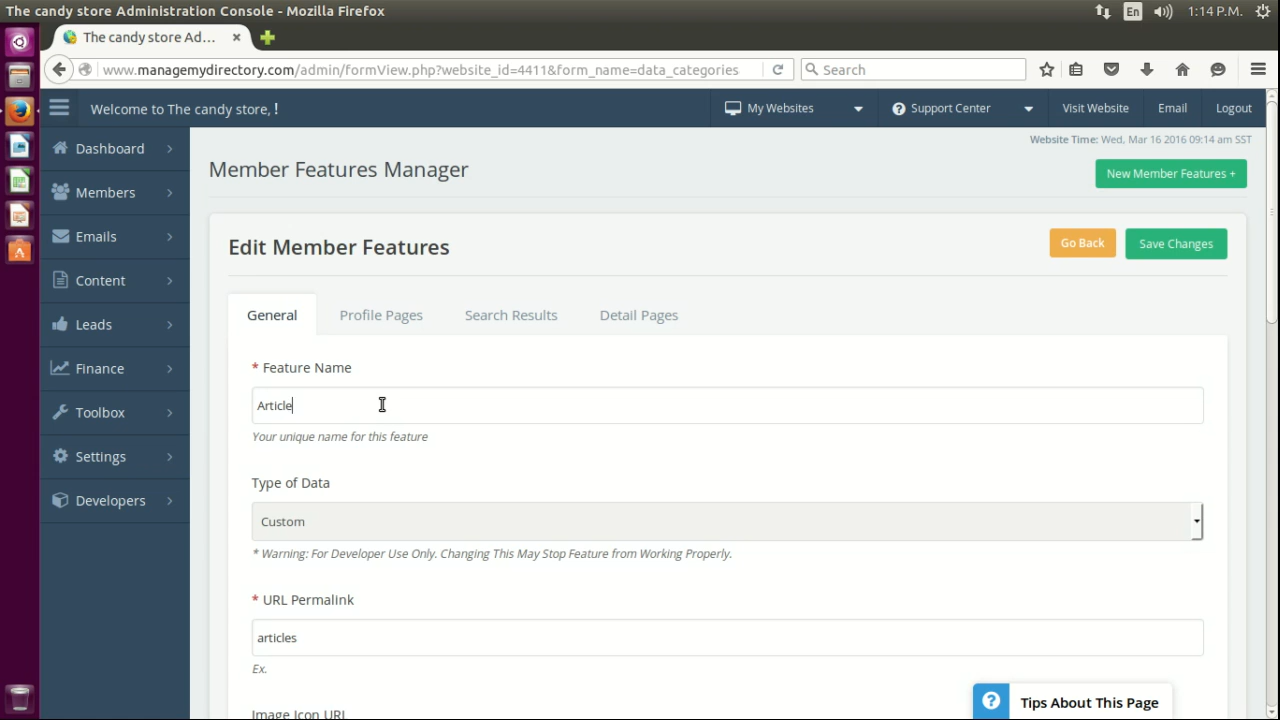 The candy store Administration Console - Mozilla Firefox
En
1:14 P.M.
The candy store Ad...
www.managemydirectory.com/admin/formView.php?website_id=4411&form_name=data_categories
Search
Welcome to The candy store, !
My Websites
Support Center
Visit Website
Email
Logout
Website Time: Wed, Mar 16 2016 09:14 am SST
Dashboard
Members
Emails
Content
Leads
Finance
Toolbox
Settings
Developers
Member Features Manager
New Member Features +
Edit Member Features
Go Back
Save Changes
General
Profile Pages
Search Results
Detail Pages
* Feature Name
Article
Your unique name for this feature
Type of Data
Custom
* Warning: For Developer Use Only. Changing This May Stop Feature from Working Properly.
* URL Permalink
articles
Ex.
Image Icon URL
? Tips About This Page